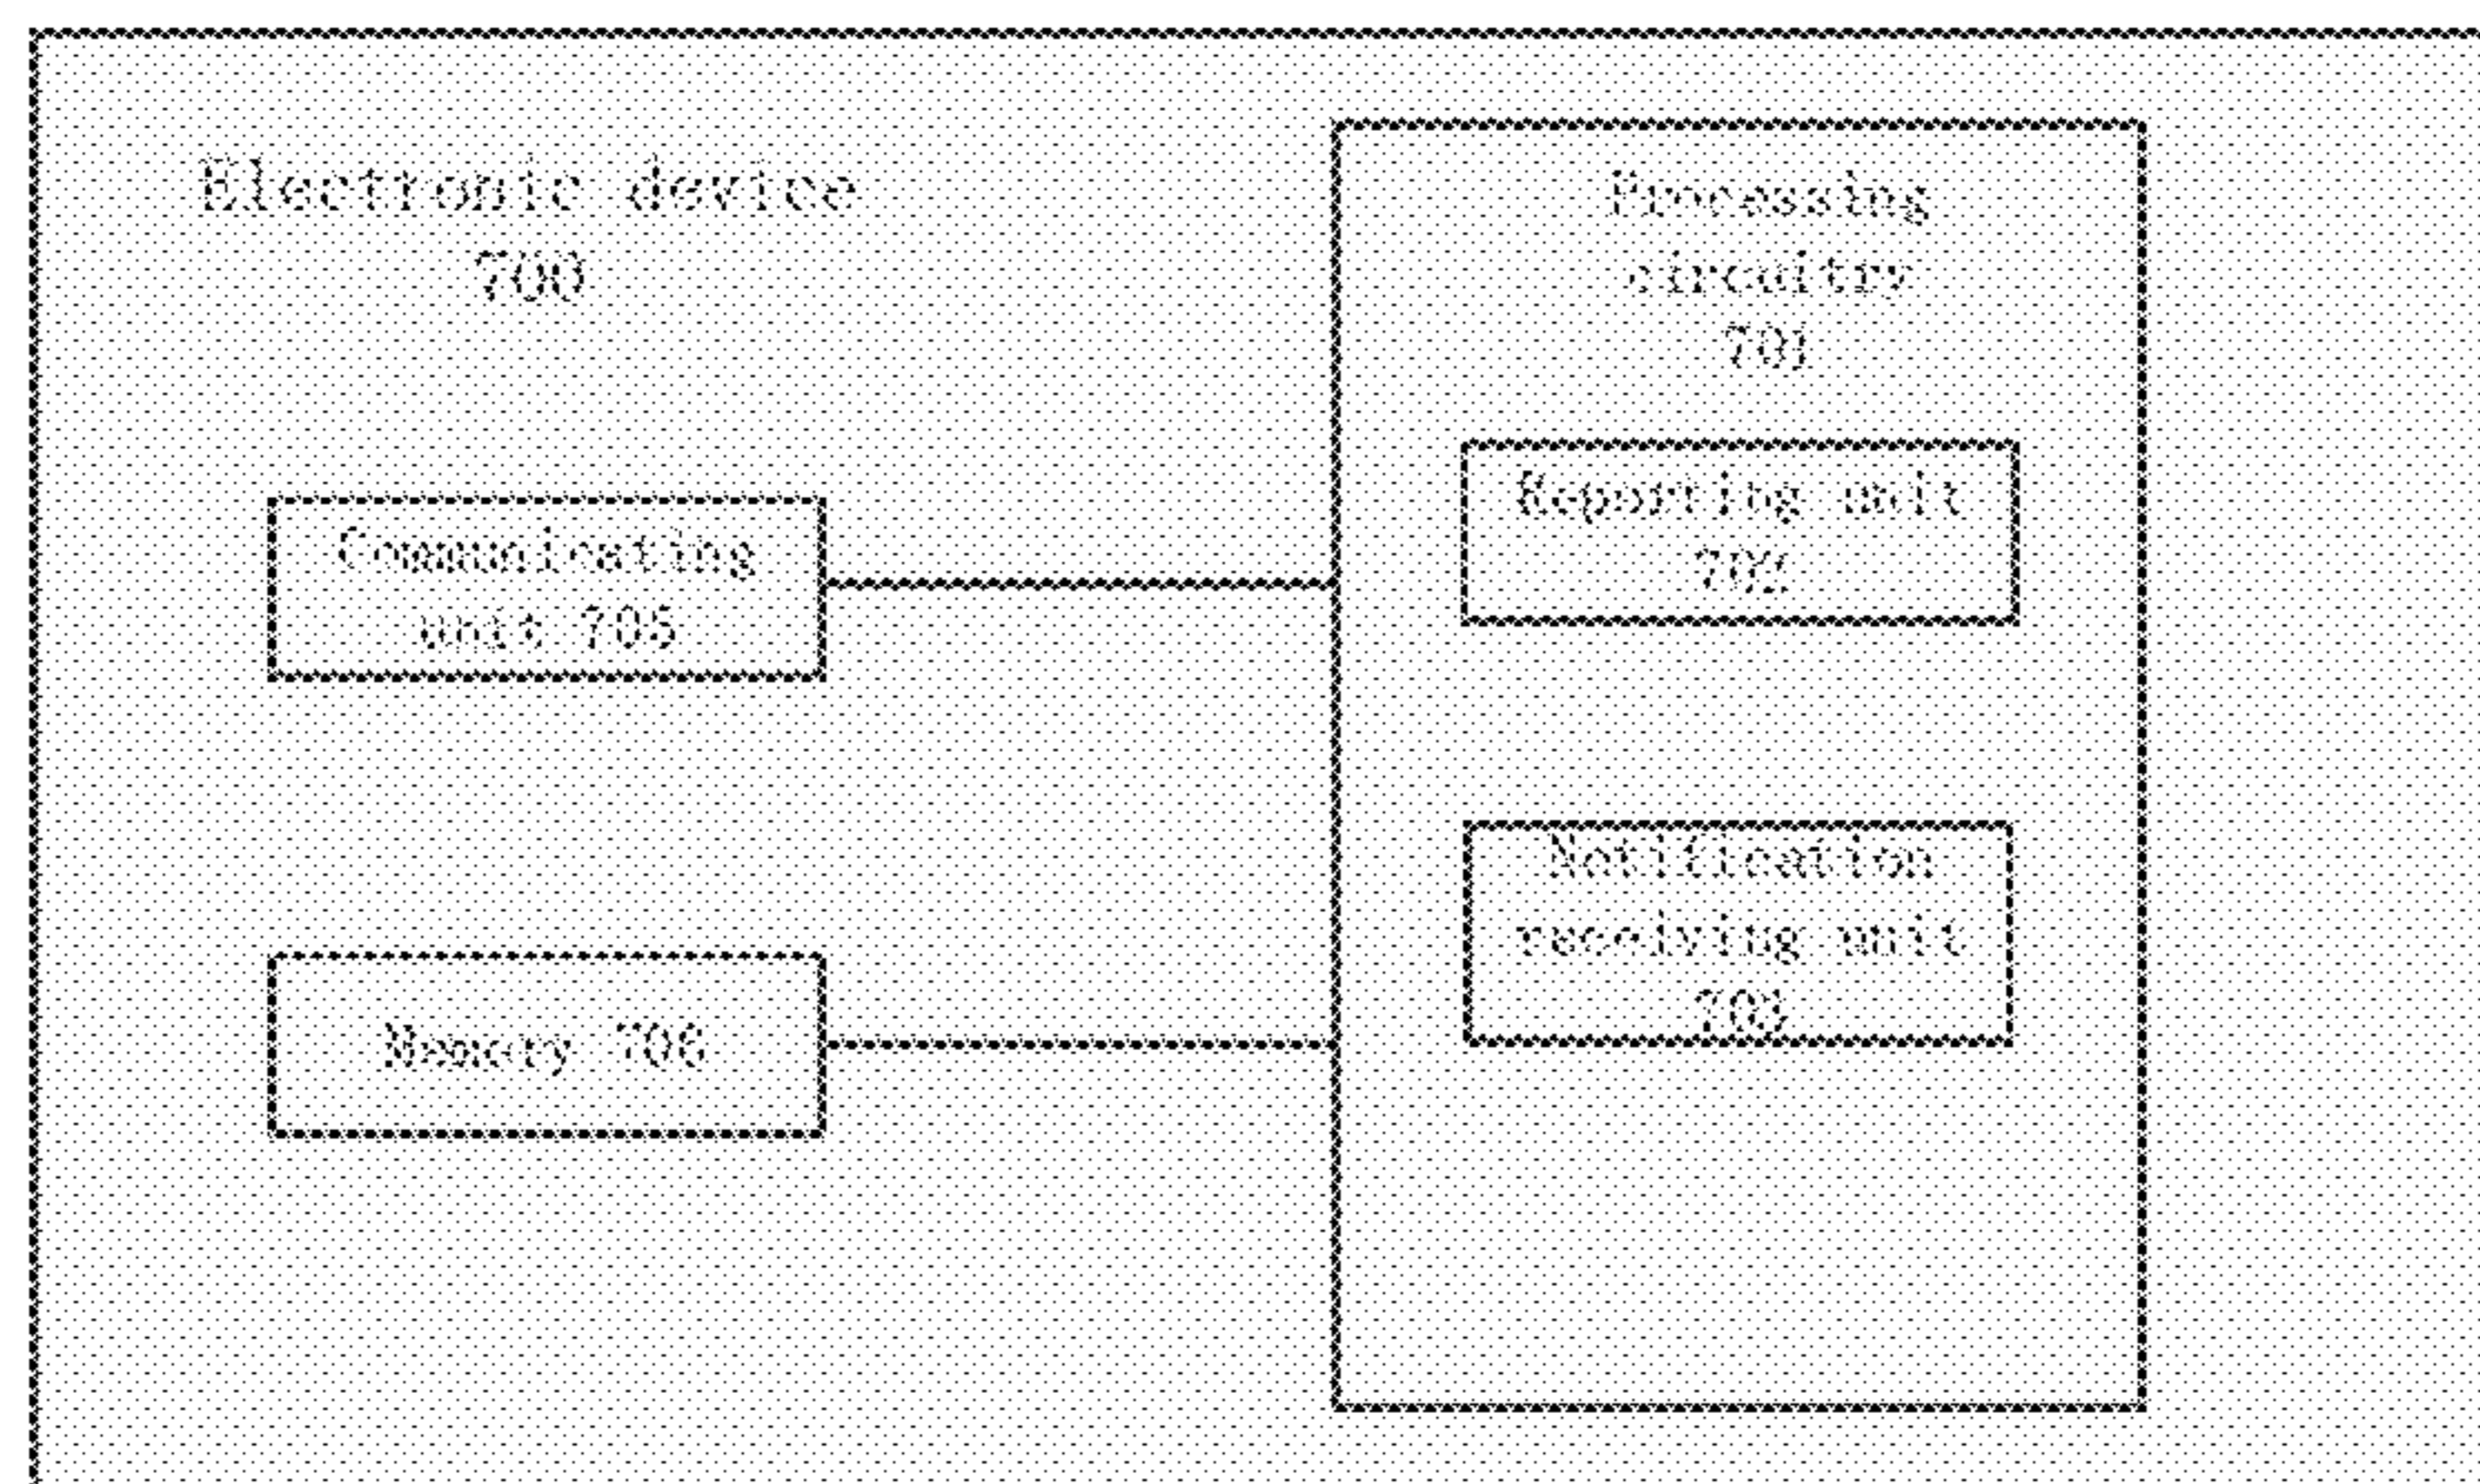 Electronic device
700
Processing
circuitry
701
Reporting unit
702
Communicating
unit 705
Notification
receiving unit
703
Memory 706